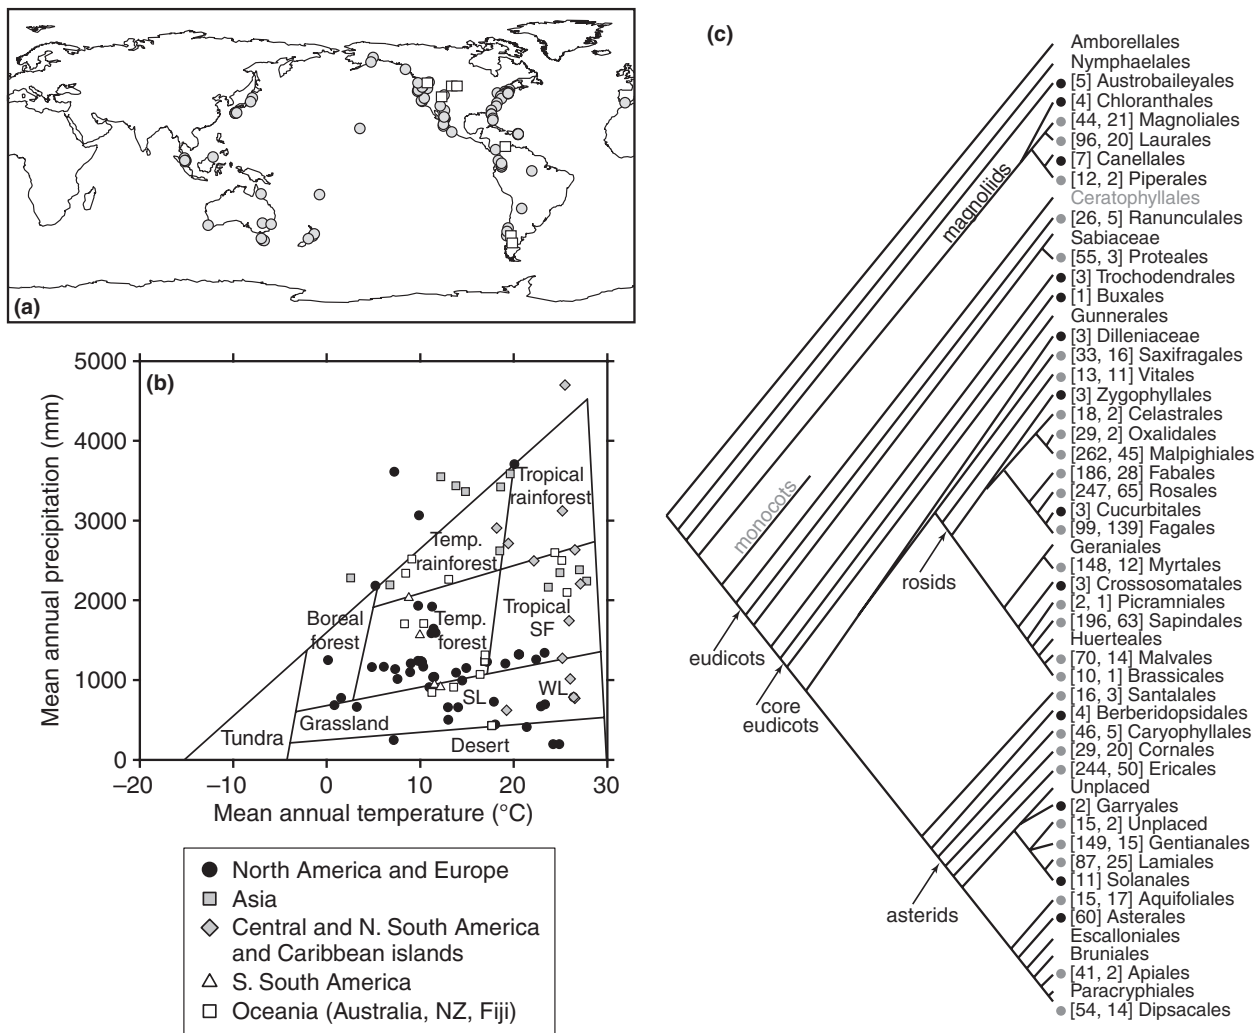 (a)
(b)
5000
4000
3000
2000
1000
0
Mean annual precipitation (mm)
Tropical
rainforest
Temp.
rainforest
Boreal
forest
Temp.
forest
Tropical
SF
SL
WL
Grassland
Tundra
Desert
–20
–10
0
10
20
30
Mean annual temperature (°C)
North America and Europe
Asia
Central and N. South America
and Caribbean islands
S. South America
Oceania (Australia, NZ, Fiji)
(c)
Amborellales
Nymphaelales
[5] Austrobaileyales
[4] Chloranthales
[44, 21] Magnoliales
[96, 20] Laurales
[7] Canellales
[12, 2] Piperales
Ceratophyllales
[26, 5] Ranunculales
Sabiaceae
[55, 3] Proteales
[3] Trochodendrales
[1] Buxales
Gunnerales
[3] Dilleniaceae
[33, 16] Saxifragales
[13, 11] Vitales
[3] Zygophyllales
[18, 2] Celastrales
[29, 2] Oxalidales
[262, 45] Malpighiales
[186, 28] Fabales
[247, 65] Rosales
[3] Cucurbitales
[99, 139] Fagales
Geraniales
[148, 12] Myrtales
[3] Crossosomatales
[2, 1] Picramniales
[196, 63] Sapindales
Huerteales
[70, 14] Malvales
[10, 1] Brassicales
[16, 3] Santalales
[4] Berberidopsidales
[46, 5] Caryophyllales
[29, 20] Cornales
[244, 50] Ericales
Unplaced
[2] Garryales
[15, 2] Unplaced
[149, 15] Gentianales
[87, 25] Lamiales
[11] Solanales
[15, 17] Aquifoliales
[60] Asterales
Escalloniales
Bruniales
[41, 2] Apiales
Paracryphiales
[54, 14] Dipsacales
magnoliids
monocots
rosids
eudicots
core
eudicots
asterids